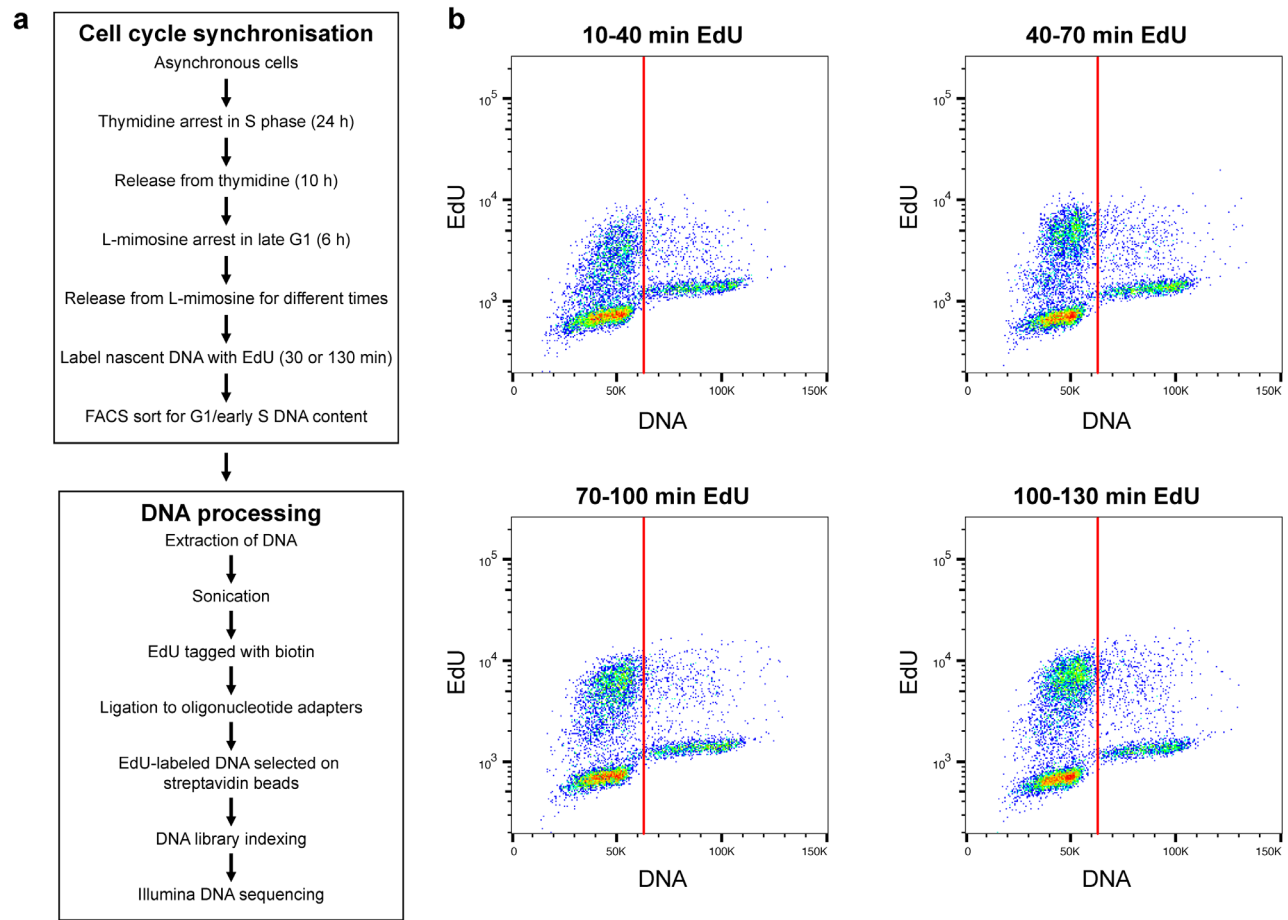 a
Cell cycle synchronisation
Asynchronous cells
Thymidine arrest in S phase (24 h)
Release from thymidine (10 h)
L-mimosine arrest in late G1 (6 h)
Release from L-mimosine for different times
Label nascent DNA with EdU (30 or 130 min)
FACS sort for G1/early S DNA content
DNA processing
Extraction of DNA
Sonication
EdU tagged with biotin
Ligation to oligonucleotide adapters
EdU-labeled DNA selected on
streptavidin beads
DNA library indexing
Illumina DNA sequencing
b
10-40 min EdU
EdU
10^5
10^4
10^3
0 50K 100K 150K
DNA
40-70 min EdU
EdU
10^5
10^4
10^3
0 50K 100K 150K
DNA
70-100 min EdU
EdU
10^5
10^4
10^3
0 50K 100K 150K
DNA
100-130 min EdU
EdU
10^5
10^4
10^3
0 50K 100K 150K
DNA